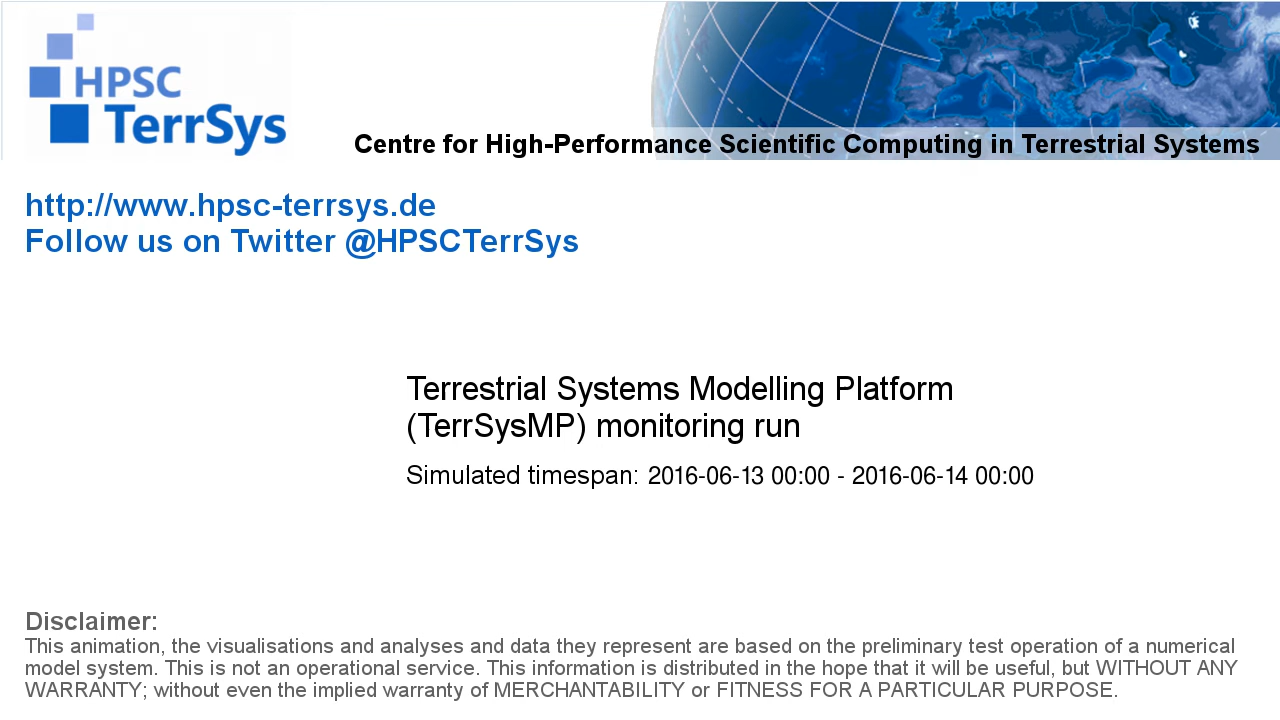 HPSC
TerrSys
Centre for High-Performance Scientific Computing in Terrestrial Systems
http://www.hpsc-terrsys.de
Follow us on Twitter @HPSCTerrSys
Terrestrial Systems Modelling Platform
(TerrSysMP) monitoring run
Simulated timespan: 2016-06-13 00:00 - 2016-06-14 00:00
Disclaimer:
This animation, the visualisations and analyses and data they represent are based on the preliminary test operation of a numerical
model system. This is not an operational service. This information is distributed in the hope that it will be useful, but WITHOUT ANY
WARRANTY; without even the implied warranty of MERCHANTABILITY or FITNESS FOR A PARTICULAR PURPOSE.